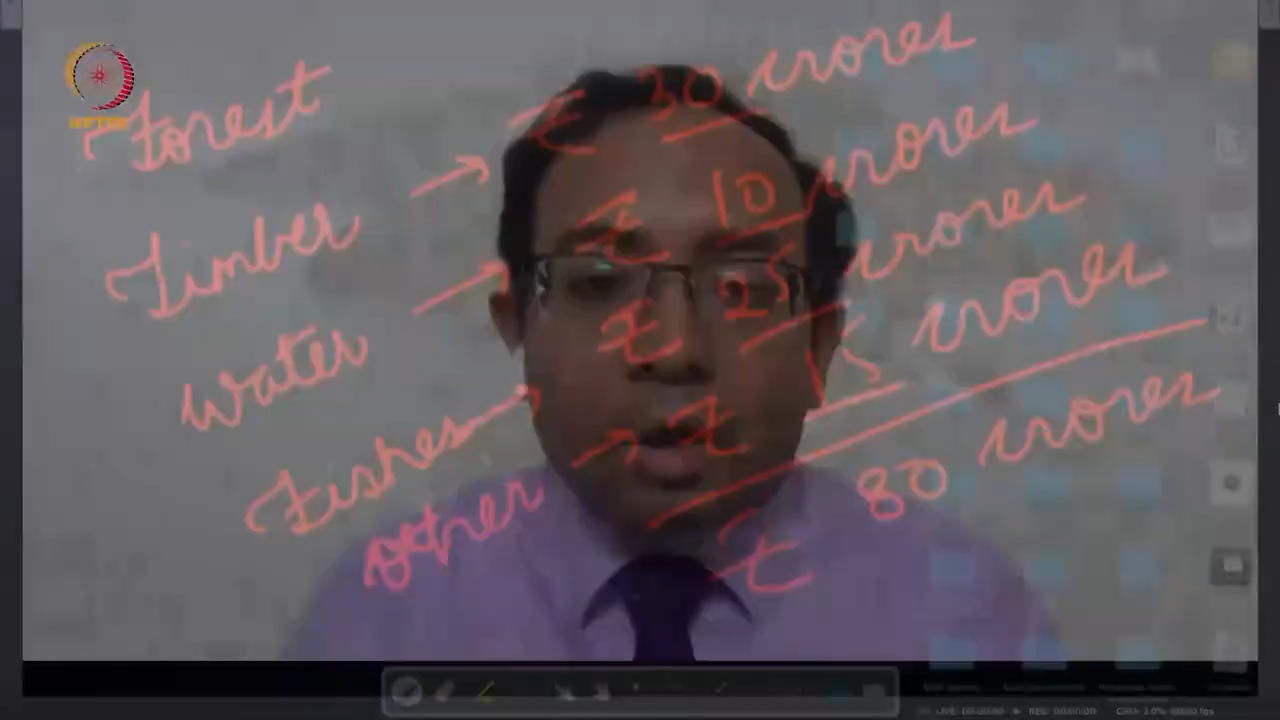 NPTEL
Forest
Timber → ₹ 30 crores
Water → ₹ 10 crores
Fishes → ₹ 25 crores
Other → ₹ 15 crores
₹ 80 crores